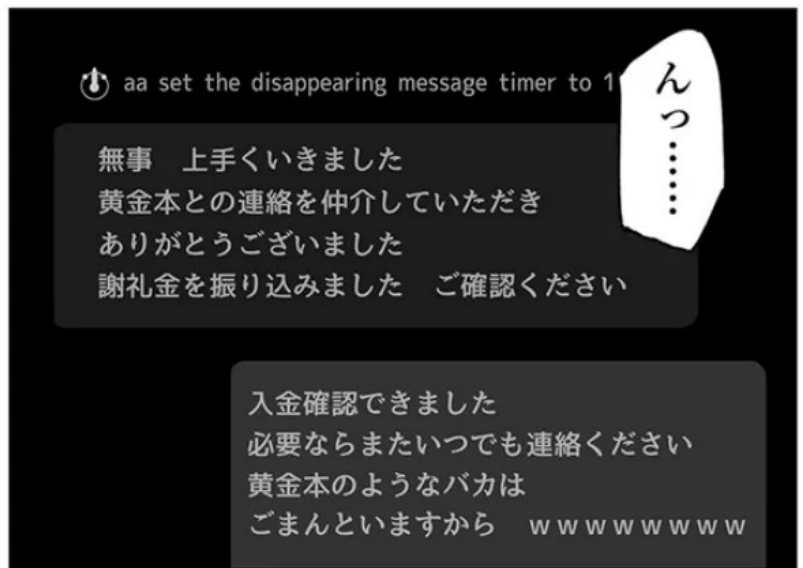 aa set the disappearing message timer to 1
んっ……
無事　上手くいきました
黄金本との連絡を仲介していただき
ありがとうございました
謝礼金を振り込みました　ご確認ください
入金確認できました
必要ならまたいつでも連絡ください
黄金本のようなバカは
ごまんといますから　ｗｗｗｗｗｗｗｗ